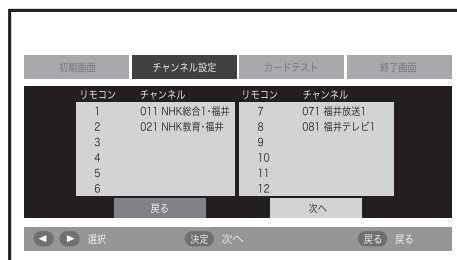 初期画面 チャンネル設定 カードテスト 終了画面
リモコン チャンネル リモコン チャンネル
1 011 NHK総合1･福井 7 071 福井放送1
2 021 NHK教育･福井 8 081 福井テレビ1
3 9
4 10
5 11
6 12
戻る 次へ
選択 決定 次へ 戻る 戻る